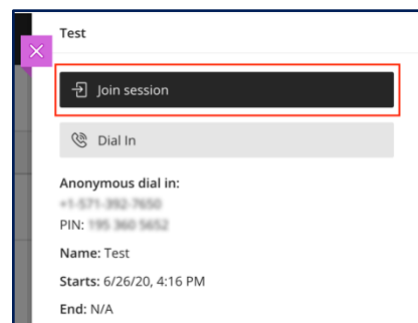 Test
Join session
Dial In
Anonymous dial in:
PIN:
Name: Test
Starts: 6/26/20, 4:16 PM
End: N/A